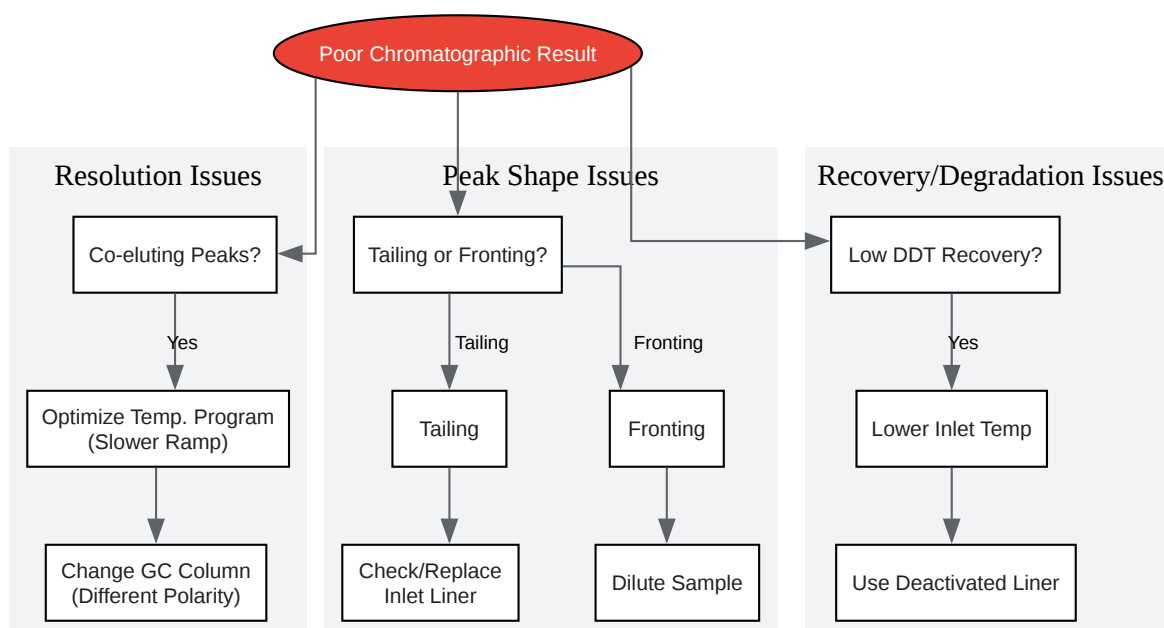 Poor Chromatographic Result
Resolution Issues
Peak Shape Issues
Recovery/Degradation Issues
Co-eluting Peaks?
Tailing or Fronting?
Low DDT Recovery?
Yes
Tailing
Fronting
Yes
Optimize Temp. Program
(Slower Ramp)
Tailing
Fronting
Lower Inlet Temp
Change GC Column
(Different Polarity)
Check/Replace
Inlet Liner
Dilute Sample
Use Deactivated Liner